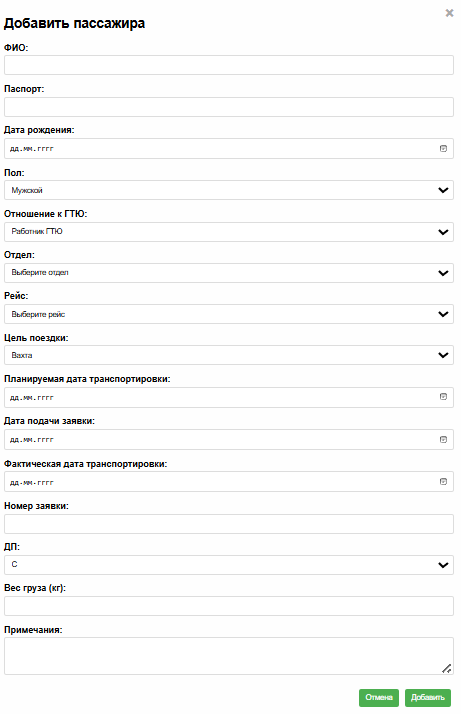 Добавить пассажира
ФИО:
Паспорт:
Дата рождения:
дд.мм.гггг
Пол:
Мужской
Отношение к ГТЮ:
Работник ГТЮ
Отдел:
Выберите отдел
Рейс:
Выберите рейс
Цель поездки:
Вахта
Планируемая дата транспортировки:
дд.мм.гггг
Дата подачи заявки:
дд.мм.гггг
Фактическая дата транспортировки:
дд.мм.гггг
Номер заявки:
ДП:
С
Вес груза (кг):
Примечания:
Отмена Добавить